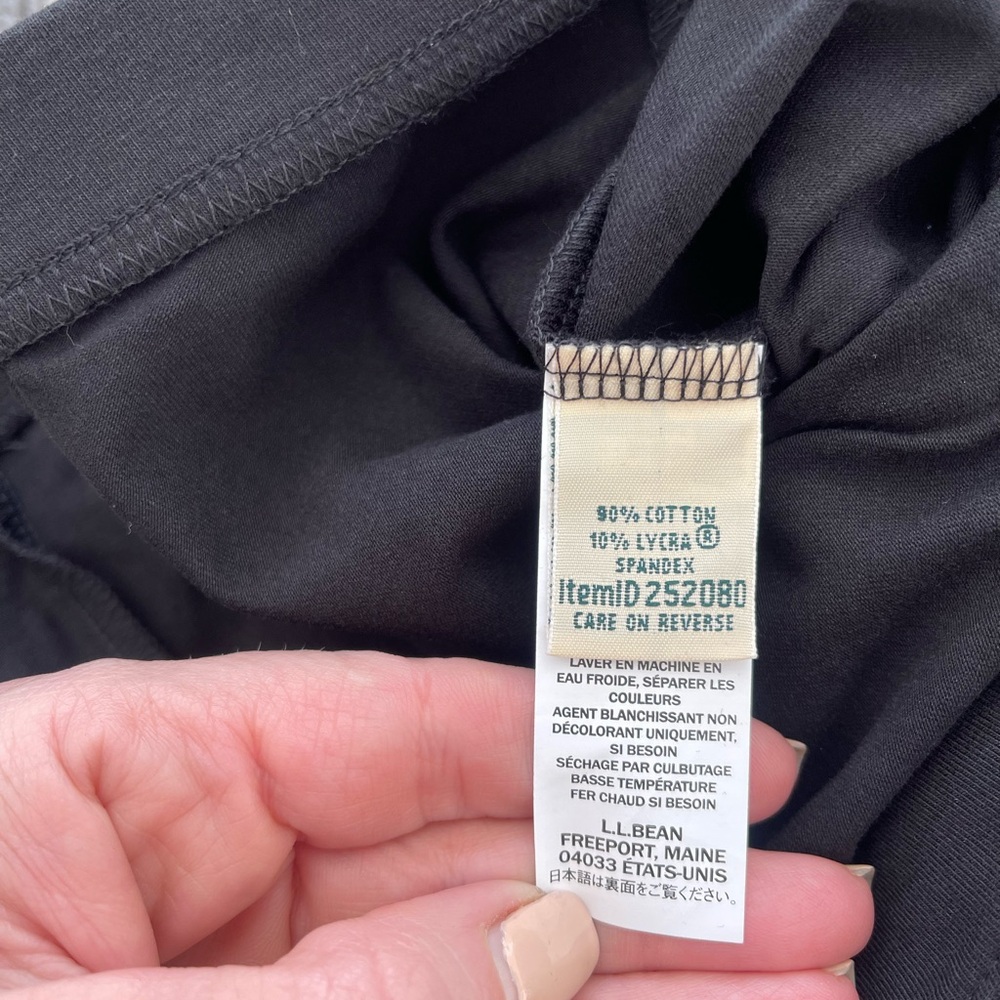 90% COTTON
10% LYCRA®
SPANDEX
ItemID 252080
CARE ON REVERSE
LAVER EN MACHINE EN
EAU FROIDE, SÉPARER LES
COULEURS
AGENT BLANCHISSANT NON
DÉCOLORANT UNIQUEMENT,
SI BESOIN
SÉCHAGE PAR CULBUTAGE
BASSE TEMPÉRATURE
FER CHAUD SI BESOIN
L.L.BEAN
FREEPORT, MAINE
04033 ÉTATS-UNIS
日本語は裏面をご覧ください。